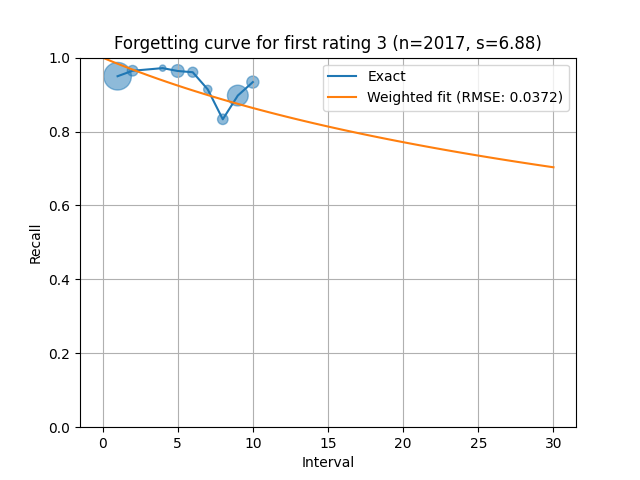 Forgetting curve for first rating 3 (n=2017, s=6.88)
Exact
Weighted fit (RMSE: 0.0372)
1.0
0.8
0.6
0.4
0.2
0.0
Recall
0 5 10 15 20 25 30
Interval